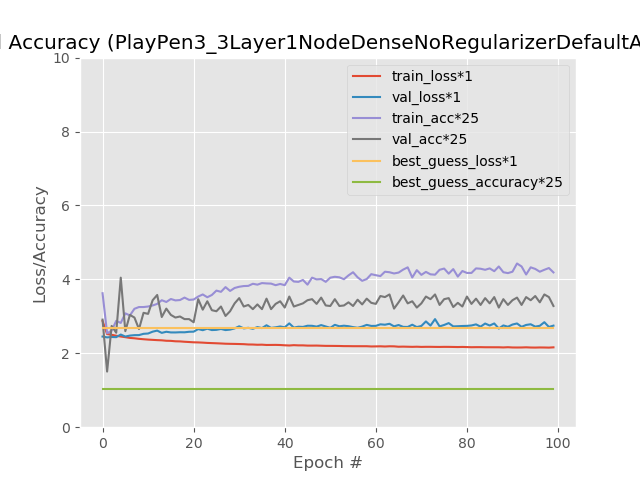 Accuracy (PlayPen3_3Layer1NodeDenseNoRegularizerDefaultA
train_loss*1
val_loss*1
train_acc*25
val_acc*25
best_guess_loss*1
best_guess_accuracy*25
Loss/Accuracy
10
8
6
4
2
0
0
20
40
60
80
100
Epoch #